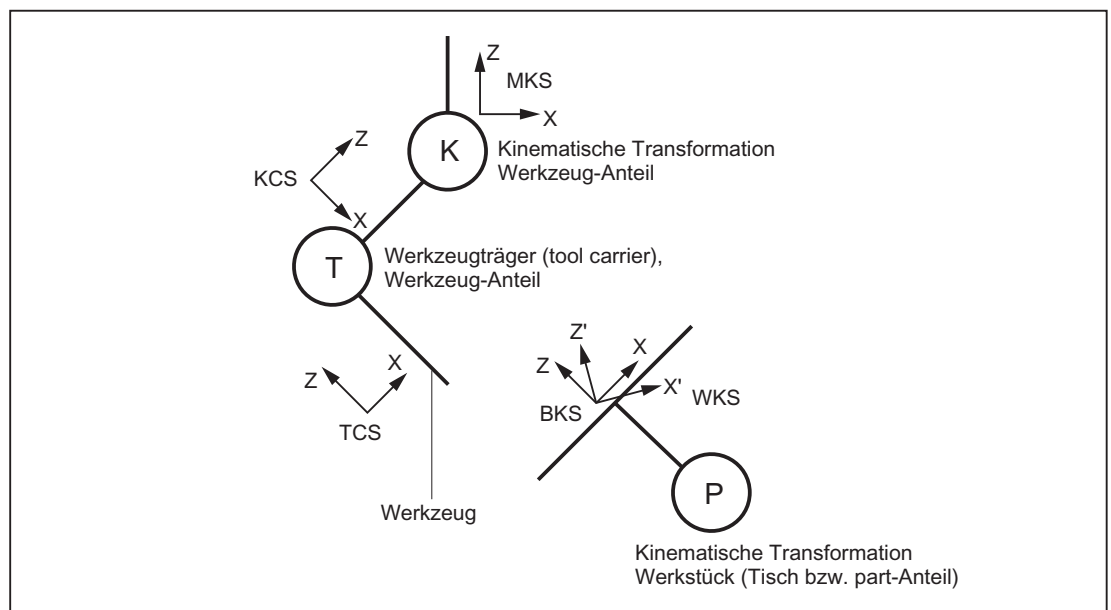 Z
MKS
X
K
Kinematische Transformation
Werkzeug-Anteil
Z
KCS
X
T
Werkzeugträger (tool carrier),
Werkzeug-Anteil
X
Z
TCS
Werkzeug
Z'
X
Z
X'
WKS
BKS
P
Kinematische Transformation
Werkstück (Tisch bzw. part-Anteil)